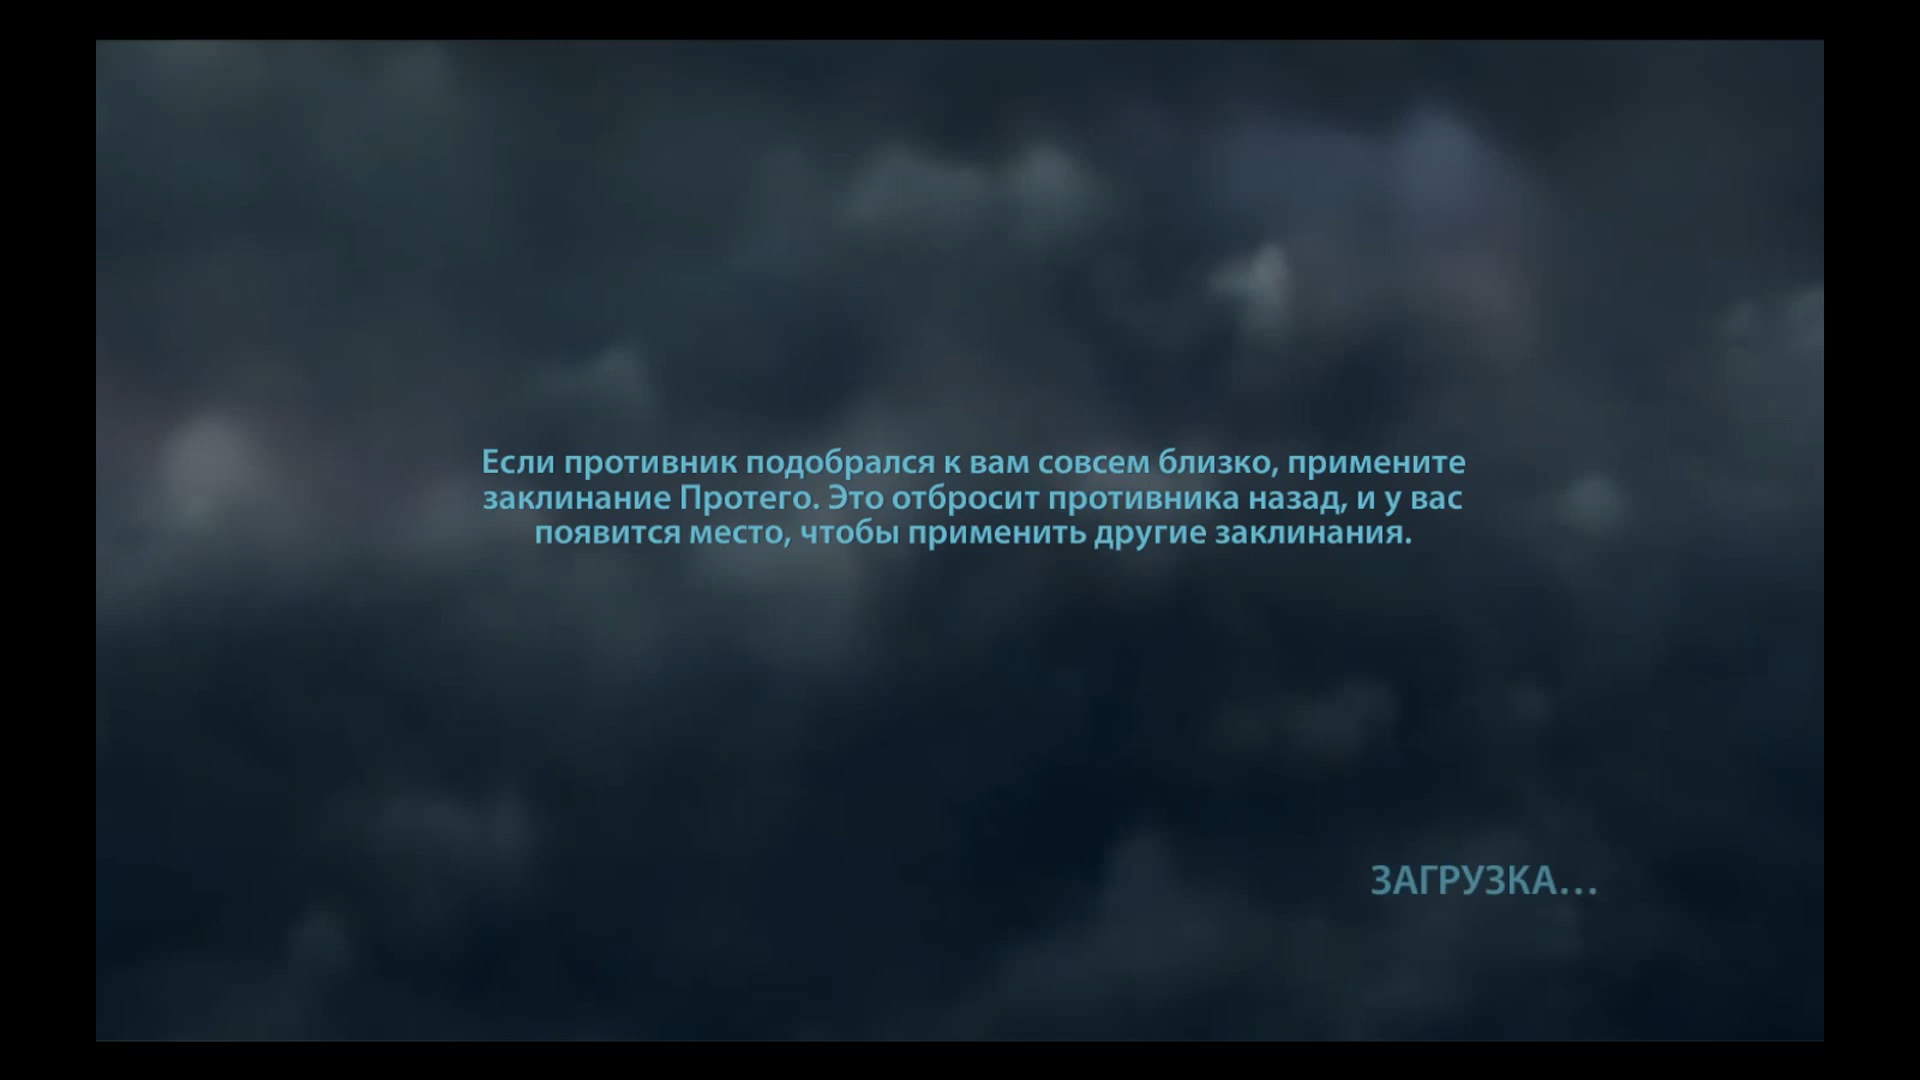 Если противник подобрался к вам совсем близко, примените
заклинание Протего. Это отбросит противника назад, и у вас
появится место, чтобы применить другие заклинания.
ЗАГРУЗКА...